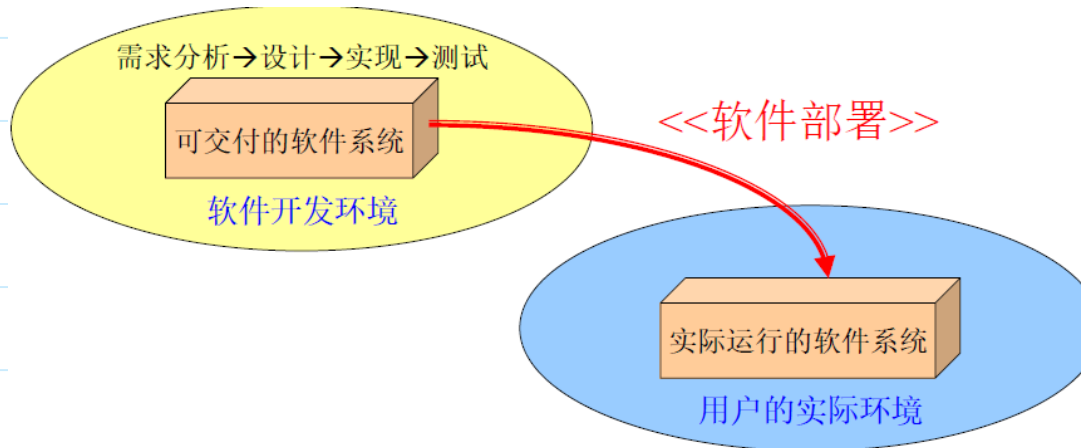 需求分析→设计→实现→测试
可交付的软件系统
软件开发环境
<<软件部署>>
实际运行的软件系统
用户的实际环境